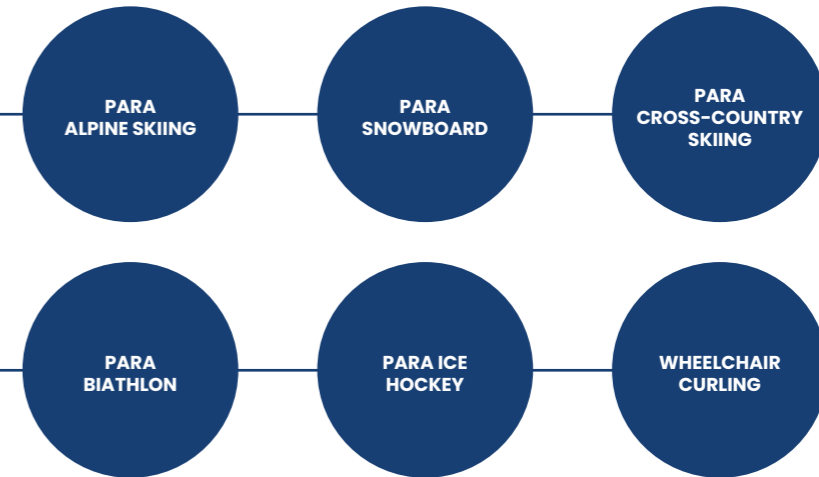 PARA
ALPINE SKIING
PARA
SNOWBOARD
PARA
CROSS-COUNTRY
SKIING
PARA
BIATHLON
PARA ICE
HOCKEY
WHEELCHAIR
CURLING